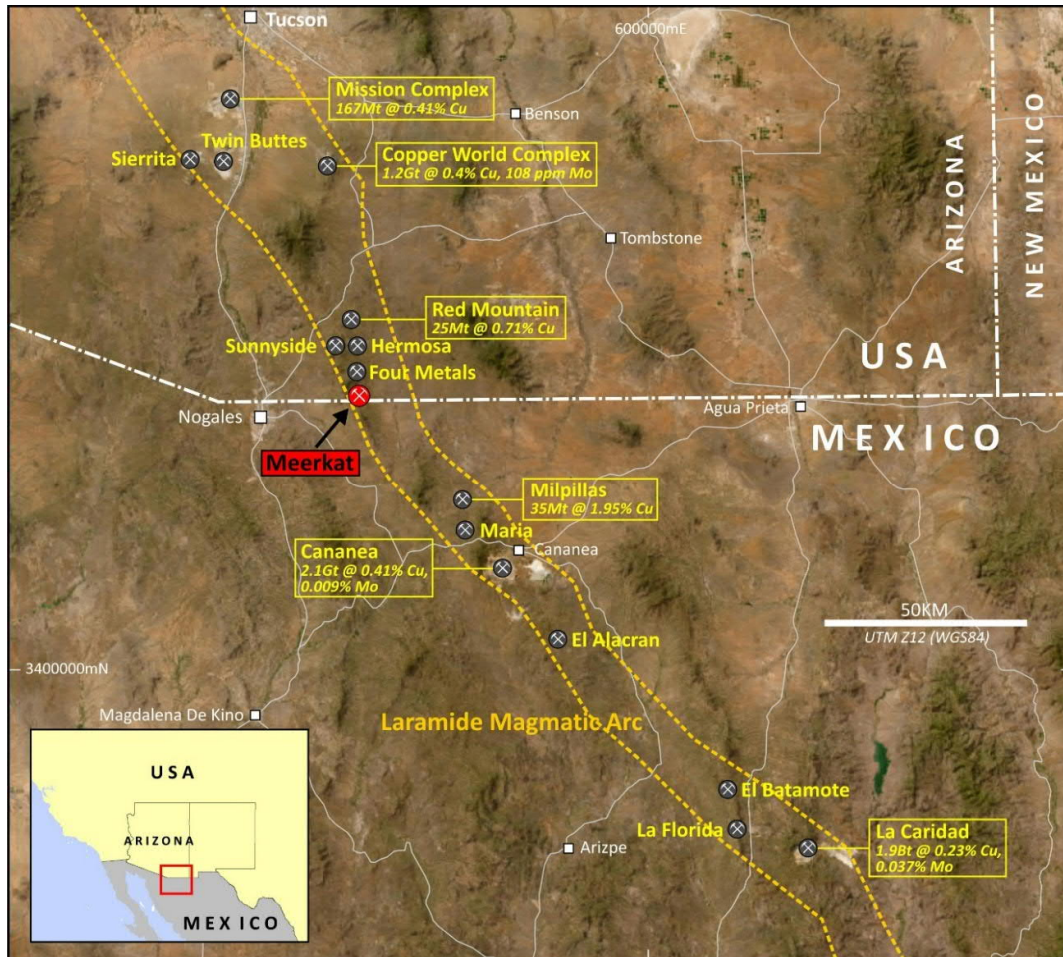 Tucson
600000mE
Mission Complex
167Mt @ 0.41% Cu
Benson
Twin Buttes
Sierrita
Copper World Complex
1.2Gt @ 0.4% Cu, 108 ppm Mo
ARIZONA
NEW MEXICO
Tombstone
Red Mountain
25Mt @ 0.71% Cu
Sunnyside
Hermosa
Four Metals
USA
Nogales
Agua Prieta
MEXICO
Meerkat
Milpillas
35Mt @ 1.95% Cu
Maria
Cananea
Cananea
2.1Gt @ 0.41% Cu,
0.009% Mo
50KM
UTM Z12 (WGS84)
El Alacran
3400000mN
Magdalena De Kino
Laramide Magmatic Arc
El Batamote
La Florida
La Caridad
1.9Bt @ 0.23% Cu,
0.037% Mo
Arizpe
USA
ARIZONA
MEXICO